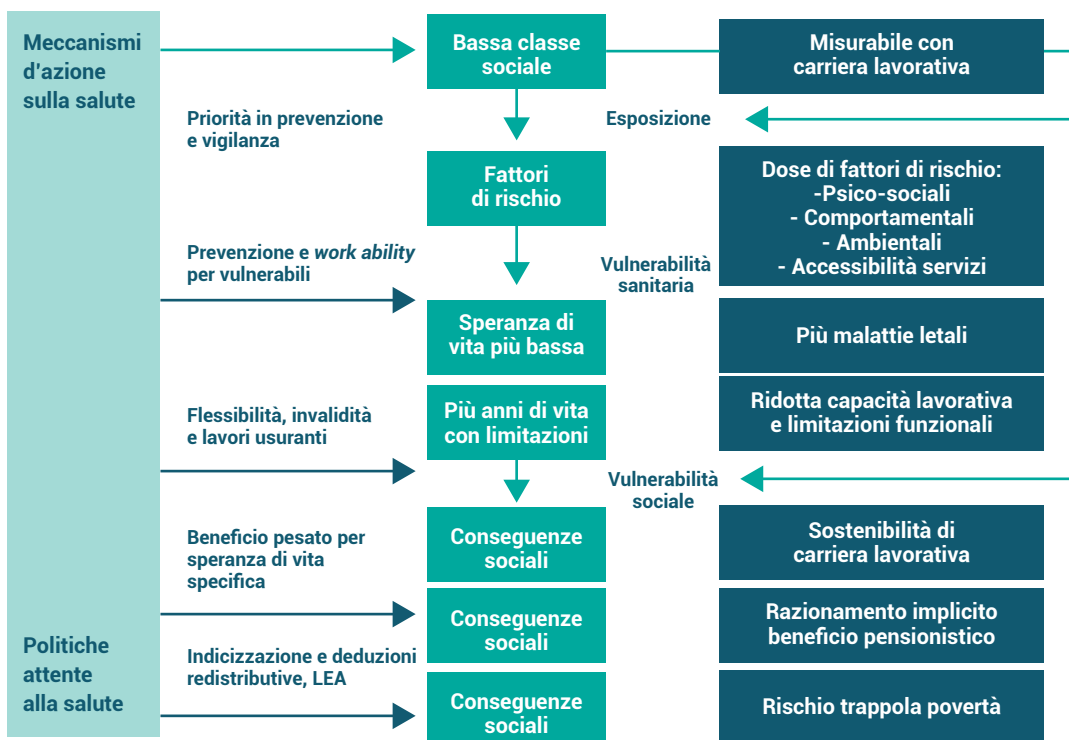 Meccanismi
d'azione
sulla salute
Bassa classe
sociale
Misurabile con
carriera lavorativa
Priorità in prevenzione
e vigilanza
Esposizione
Fattori
di rischio
Dose di fattori di rischio:
-Psico-sociali
- Comportamentali
- Ambientali
- Accessibilità servizi
Prevenzione e work ability
per vulnerabili
Vulnerabilità
sanitaria
Speranza di
vita più bassa
Più malattie letali
Flessibilità, invalidità
e lavori usuranti
Più anni di vita
con limitazioni
Ridotta capacità lavorativa
e limitazioni funzionali
Vulnerabilità
sociale
Beneficio pesato per
speranza di vita
specifica
Conseguenze
sociali
Sostenibilità di
carriera lavorativa
Conseguenze
sociali
Razionamento implicito
beneficio pensionistico
Politiche
attente
alla salute
Indicizzazione e deduzioni
redistributive, LEA
Conseguenze
sociali
Rischio trappola povertà